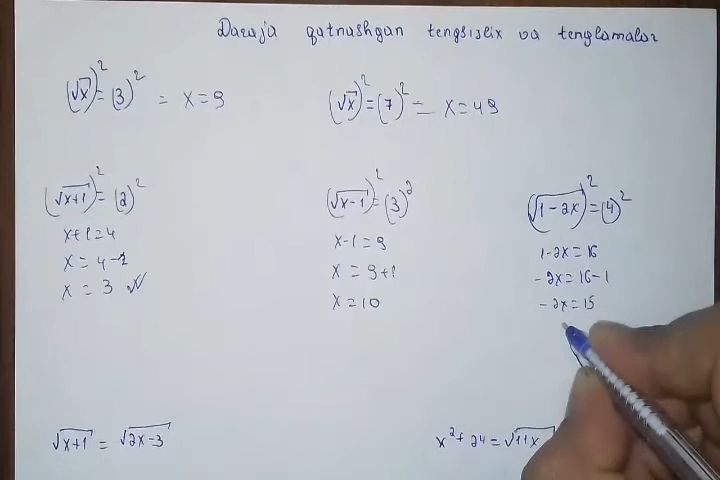 Daraja qatnashgan tengsislix va tenglamalar
(√x)² = (3)² = x = 9
(√x)² = (7)² = x = 49
(√x+1)² = (2)²
x+1 = 4
x = 4-1
x = 3
(√x-1)² = (3)²
x-1 = 9
x = 9+1
x = 10
(√1-2x)² = (4)²
1-2x = 16
-2x = 16-1
-2x = 15
√x+1 = √2x-3
x²+24 = √11x